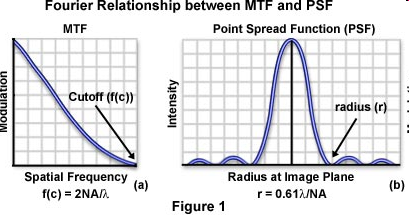 Fourier Relationship between MTF and PSF
MTF
Modulation
Cutoff (f(c))
Spatial Frequency
f(c) = 2NA/λ
(a)
Point Spread Function (PSF)
Intensity
radius (r)
Radius at Image Plane
r = 0.61λ/NA
(b)
Figure 1